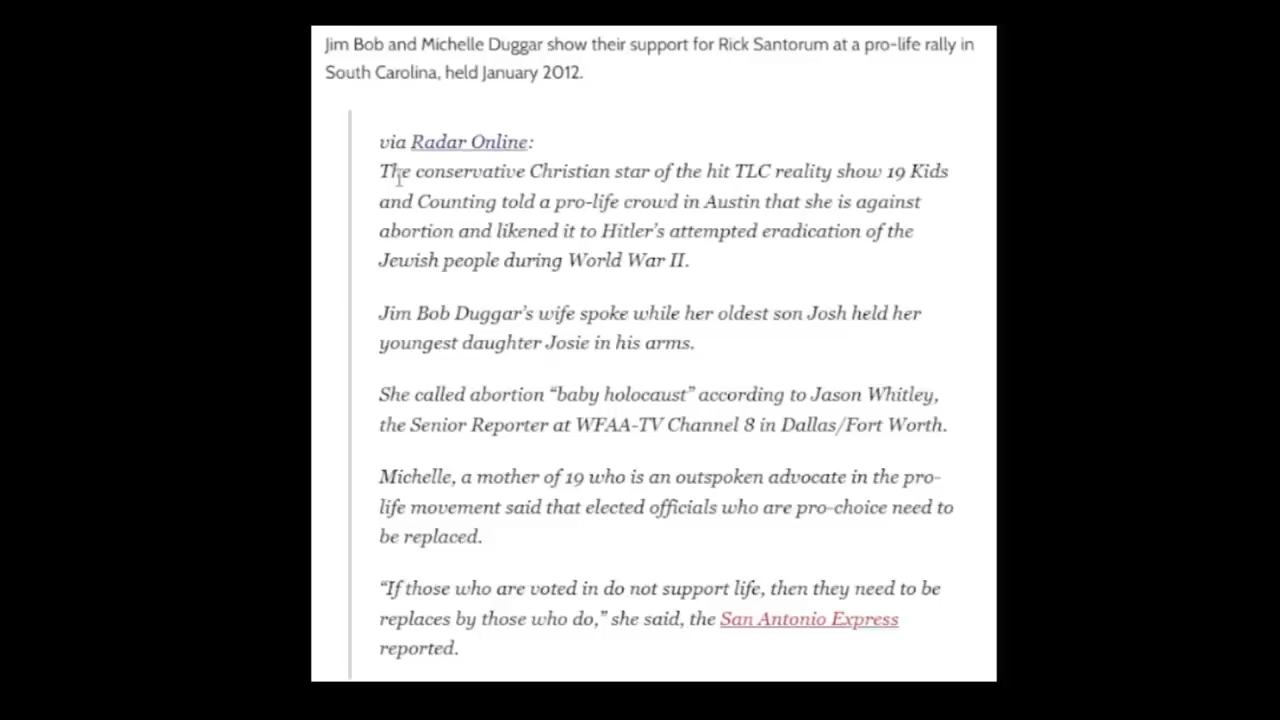 Jim Bob and Michelle Duggar show their support for Rick Santorum at a pro-life rally in
South Carolina, held January 2012.
via Radar Online:
The conservative Christian star of the hit TLC reality show 19 Kids
and Counting told a pro-life crowd in Austin that she is against
abortion and likened it to Hitler's attempted eradication of the
Jewish people during World War II.
Jim Bob Duggar's wife spoke while her oldest son Josh held her
youngest daughter Josie in his arms.
She called abortion “baby holocaust” according to Jason Whitley,
the Senior Reporter at WFAA-TV Channel 8 in Dallas/Fort Worth.
Michelle, a mother of 19 who is an outspoken advocate in the pro-
life movement said that elected officials who are pro-choice need to
be replaced.
“If those who are voted in do not support life, then they need to be
replaces by those who do,” she said, the San Antonio Express
reported.